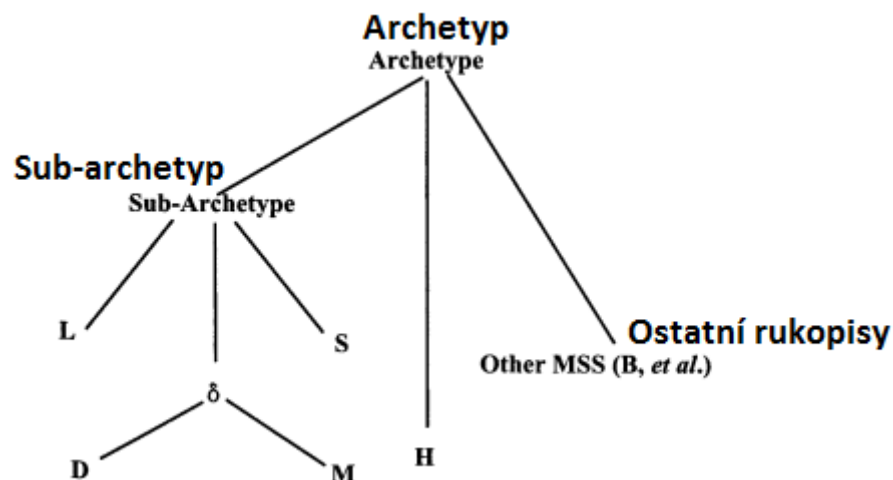 Archetyp
Archetype
Sub-archetyp
Sub-Archetype
L
S
Ostatní rukopisy
Other MSS (B, et al.)
δ
D
M
H